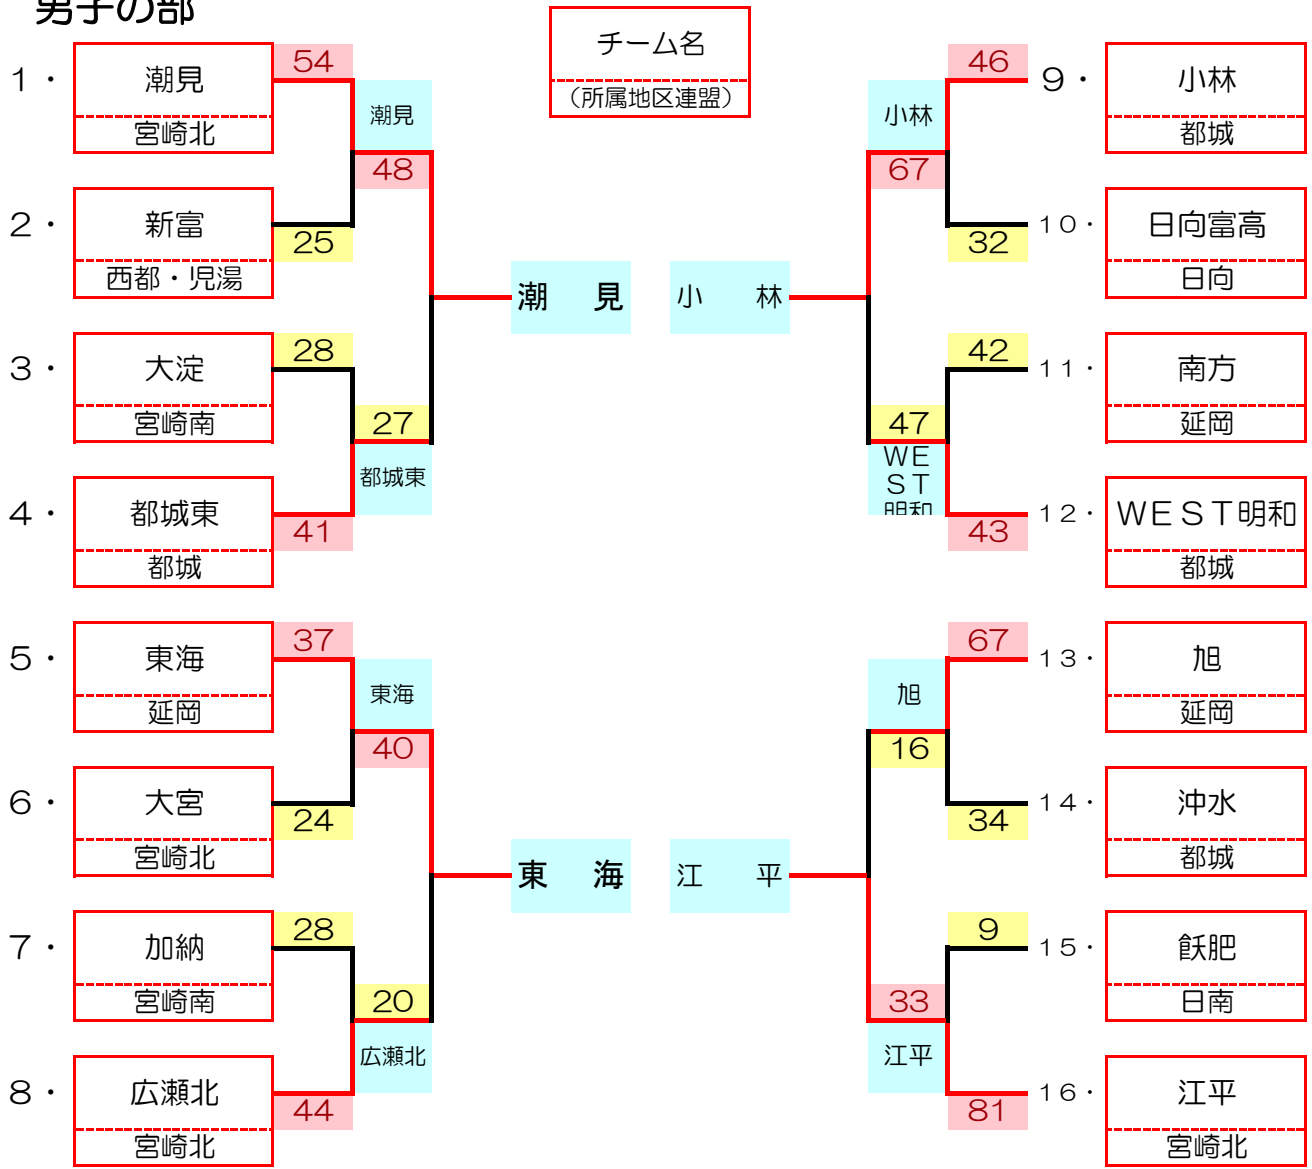 男子の部
チーム名
（所属地区連盟）
1・
潮見
宮崎北
54
潮見
48
2・
新富
西都・児湯
25
潮　見
3・
大淀
宮崎南
28
27
都城東
4・
都城東
都城
41
5・
東海
延岡
37
東海
40
6・
大宮
宮崎北
24
東　海
7・
加納
宮崎南
28
20
広瀬北
8・
広瀬北
宮崎北
44
46
9・
小林
都城
小林
67
32
10・
日向富高
日向
小　林
42
11・
南方
延岡
47
ＷＥ
ＳＴ
明和
43
12・
ＷＥＳＴ明和
都城
67
13・
旭
延岡
旭
16
34
14・
沖水
都城
江　平
9
15・
飫肥
日南
33
江平
81
16・
江平
宮崎北